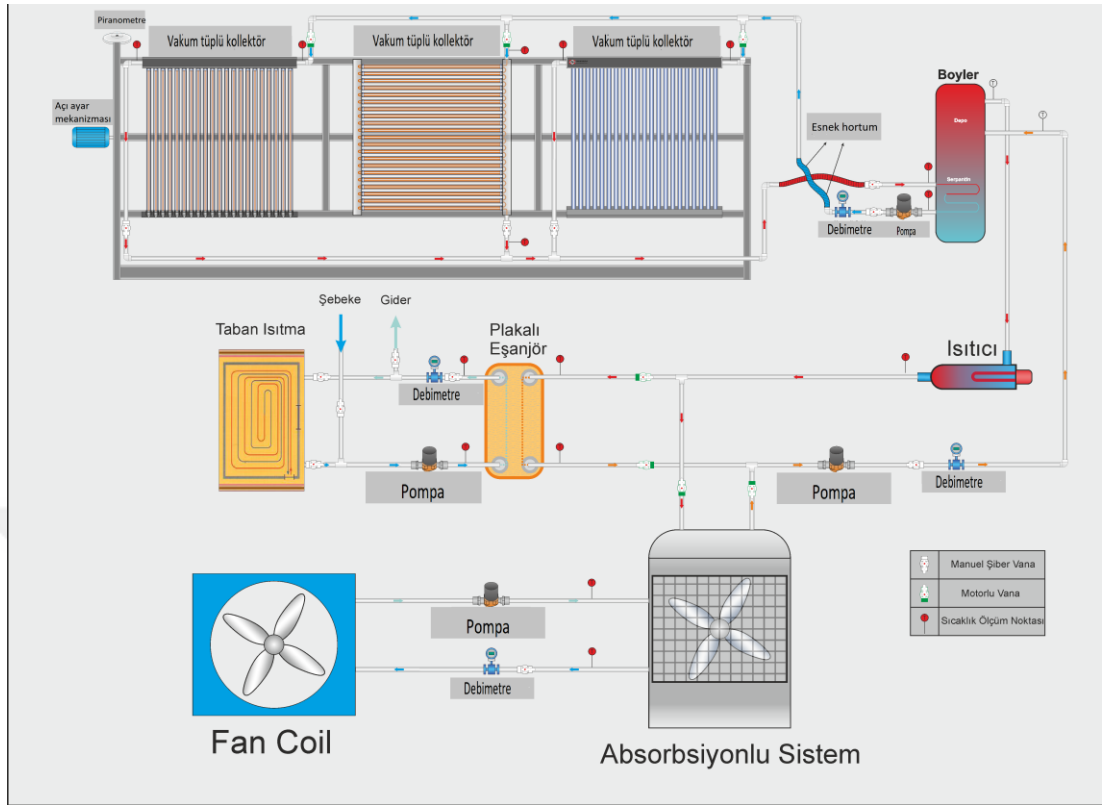 Piranometre
Vakum tüplü kollektör
Vakum tüplü kollektör
Vakum tüplü kollektör
Açı ayar
mekanizması
Boyler
T
T
Depo
Esnek hortum
Serpantin
Debimetre
Pompa
Şebeke
Gider
Taban Isıtma
Plakalı
Eşanjör
Isıtıcı
Debimetre
Pompa
Pompa
Debimetre
Manuel Şiber Vana
Motorlu Vana
Sıcaklık Ölçüm Noktası
Pompa
Debimetre
Fan Coil
Absorbsiyonlu Sistem